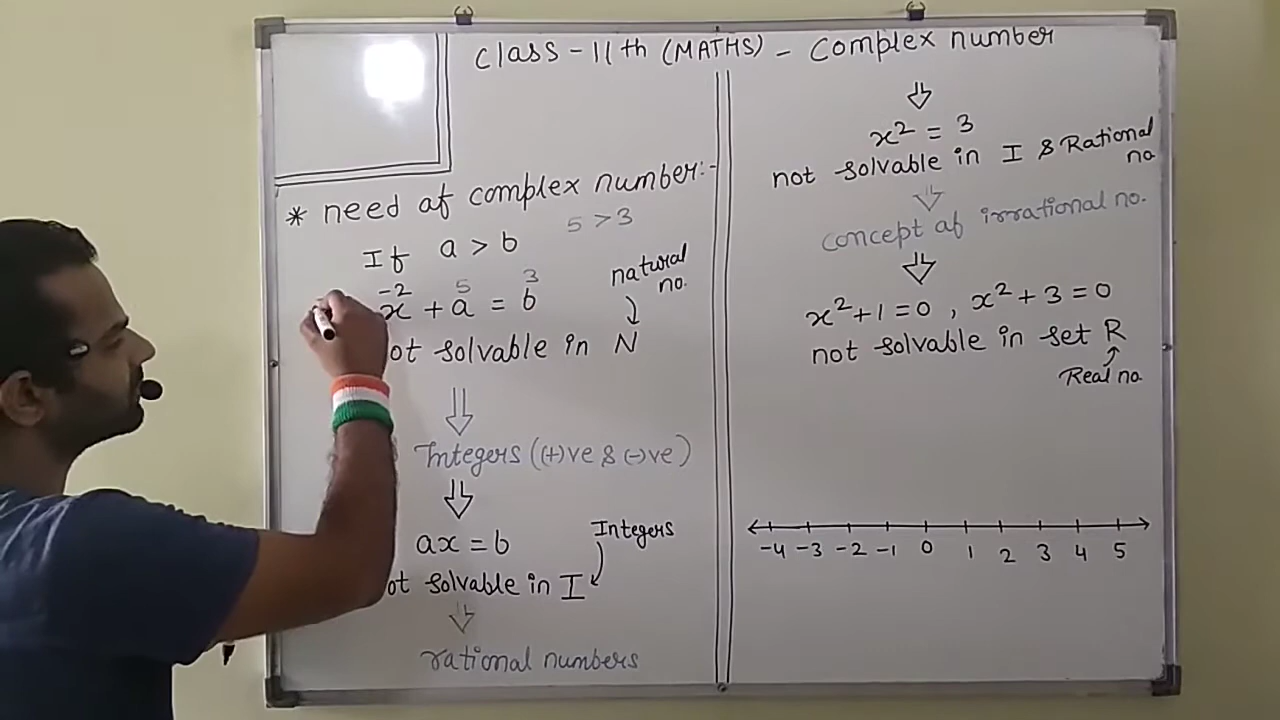 Class - 11th (MATHS) - Complex number
* need of complex number:-
5 > 3
If a > b
-2 5 3
x + a = b
natural no.
ot solvable in N
Integers ((+)ve & (-)ve)
ax = b
Integers
ot solvable in I
rational numbers
x² = 3
not solvable in I & Rational no
concept of irrational no.
x² + 1 = 0 , x² + 3 = 0
not solvable in set R
Real no.
-4 -3 -2 -1 0 1 2 3 4 5